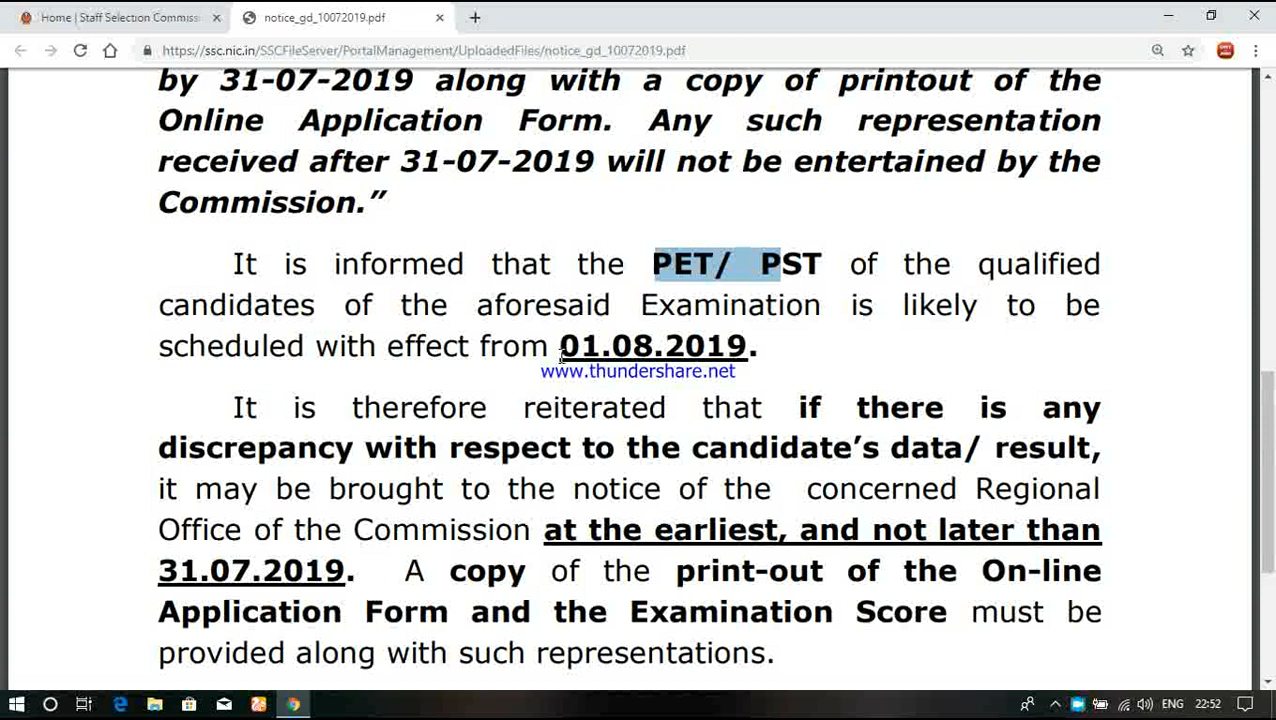 Home | Staff Selection Commiss
notice_gd_10072019.pdf
https://ssc.nic.in/SSCFileServer/PortalManagement/UploadedFiles/notice_gd_10072019.pdf
by 31-07-2019 along with a copy of printout of the
Online Application Form. Any such representation
received after 31-07-2019 will not be entertained by the
Commission.”
It is informed that the PET/ PST of the qualified
candidates of the aforesaid Examination is likely to be
scheduled with effect from 01.08.2019.
www.thundershare.net
It is therefore reiterated that if there is any
discrepancy with respect to the candidate’s data/ result,
it may be brought to the notice of the concerned Regional
Office of the Commission at the earliest, and not later than
31.07.2019. A copy of the print-out of the On-line
Application Form and the Examination Score must be
provided along with such representations.
ENG 22:52